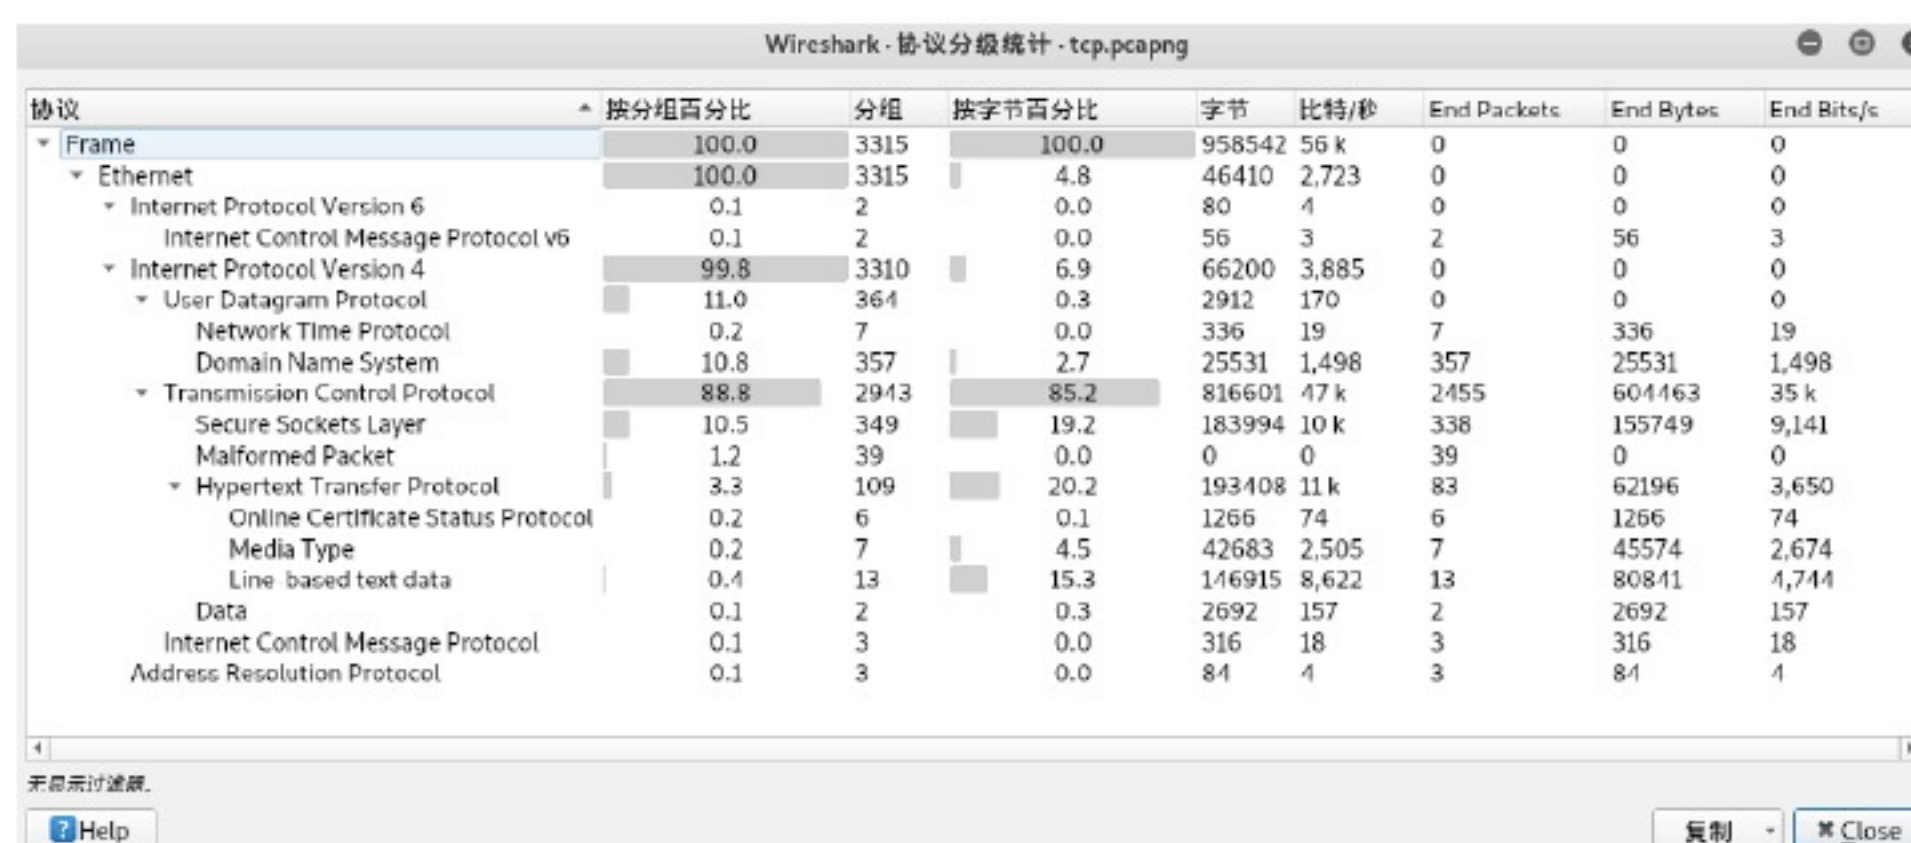 Wireshark · 协议分级统计 · tcp.pcapng
协议 按分组百分比 分组 按字节百分比 字节 比特/秒 End Packets End Bytes End Bits/s
Frame 100.0 3315 100.0 958542 56 k 0 0 0
Ethernet 100.0 3315 4.8 46410 2,723 0 0 0
Internet Protocol Version 6 0.1 2 0.0 80 4 0 0 0
Internet Control Message Protocol v6 0.1 2 0.0 56 3 2 56 3
Internet Protocol Version 4 99.8 3310 6.9 66200 3,885 0 0 0
User Datagram Protocol 11.0 364 0.3 2912 170 0 0 0
Network Time Protocol 0.2 7 0.0 336 19 7 336 19
Domain Name System 10.8 357 2.7 25531 1,498 357 25531 1,498
Transmission Control Protocol 88.8 2943 85.2 816601 47 k 2455 604463 35 k
Secure Sockets Layer 10.5 349 19.2 183994 10 k 338 155749 9,141
Malformed Packet 1.2 39 0.0 0 0 39 0 0
Hypertext Transfer Protocol 3.3 109 20.2 193408 11 k 83 62196 3,650
Online Certificate Status Protocol 0.2 6 0.1 1266 74 6 1266 74
Media Type 0.2 7 4.5 42683 2,505 7 45574 2,674
Line-based text data 0.4 13 15.3 146915 8,622 13 80841 4,744
Data 0.1 2 0.3 2692 157 2 2692 157
Internet Control Message Protocol 0.1 3 0.0 316 18 3 316 18
Address Resolution Protocol 0.1 3 0.0 84 4 3 84 4
无显示过滤器.
Help 复制 Close